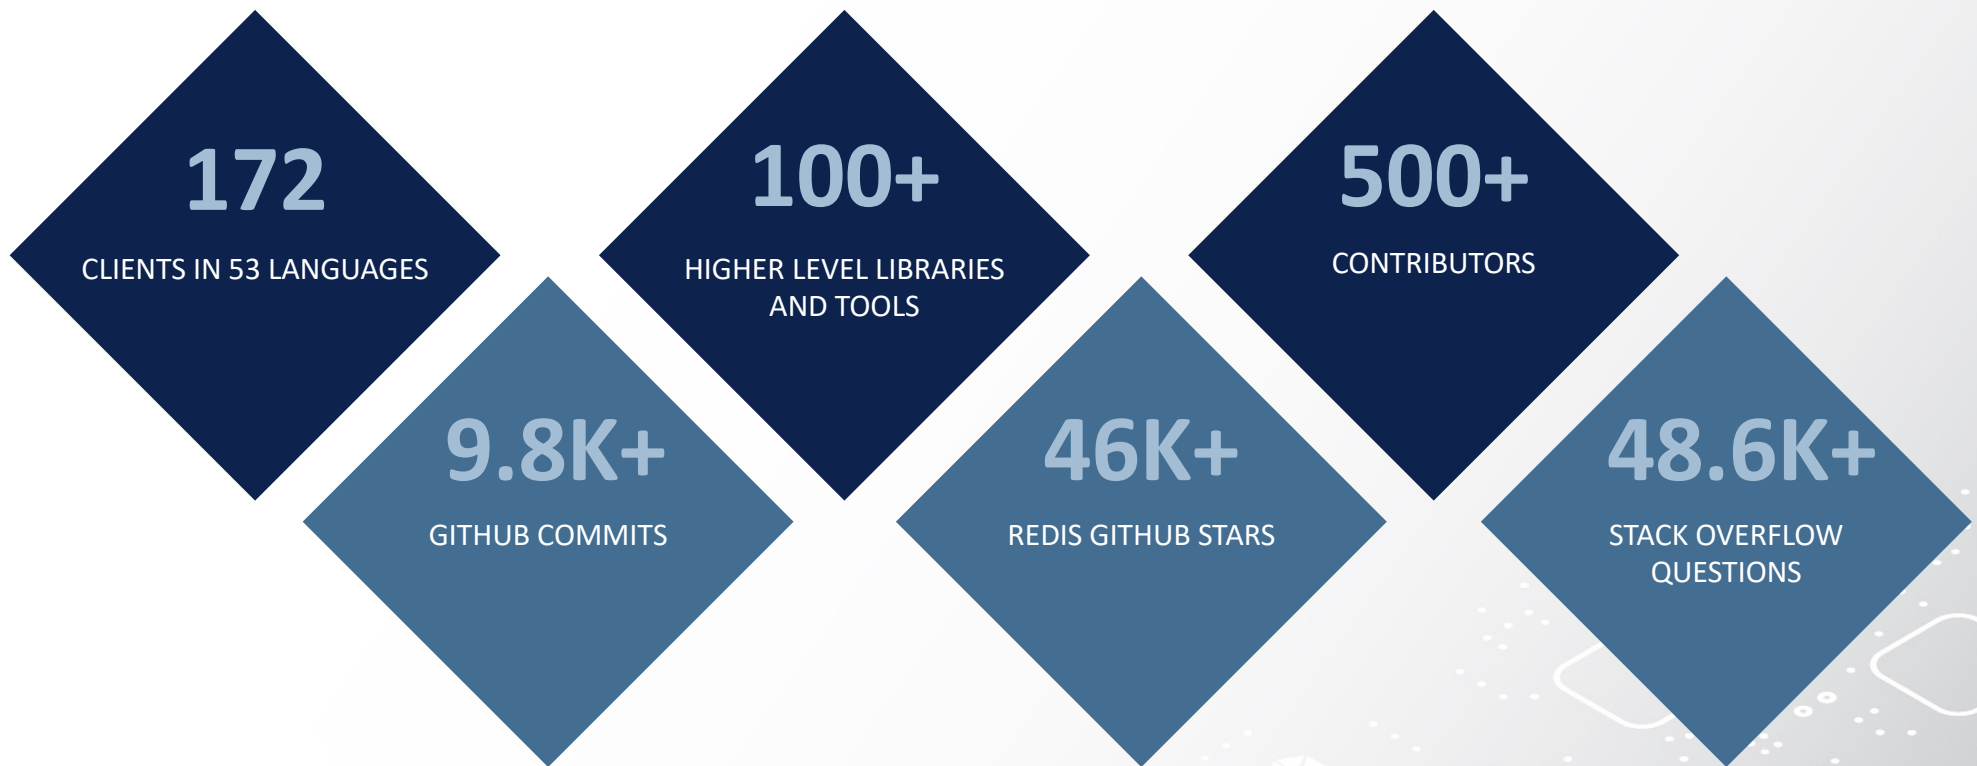 172
CLIENTS IN 53 LANGUAGES
100+
HIGHER LEVEL LIBRARIES
AND TOOLS
500+
CONTRIBUTORS
9.8K+
GITHUB COMMITS
46K+
REDIS GITHUB STARS
48.6K+
STACK OVERFLOW
QUESTIONS